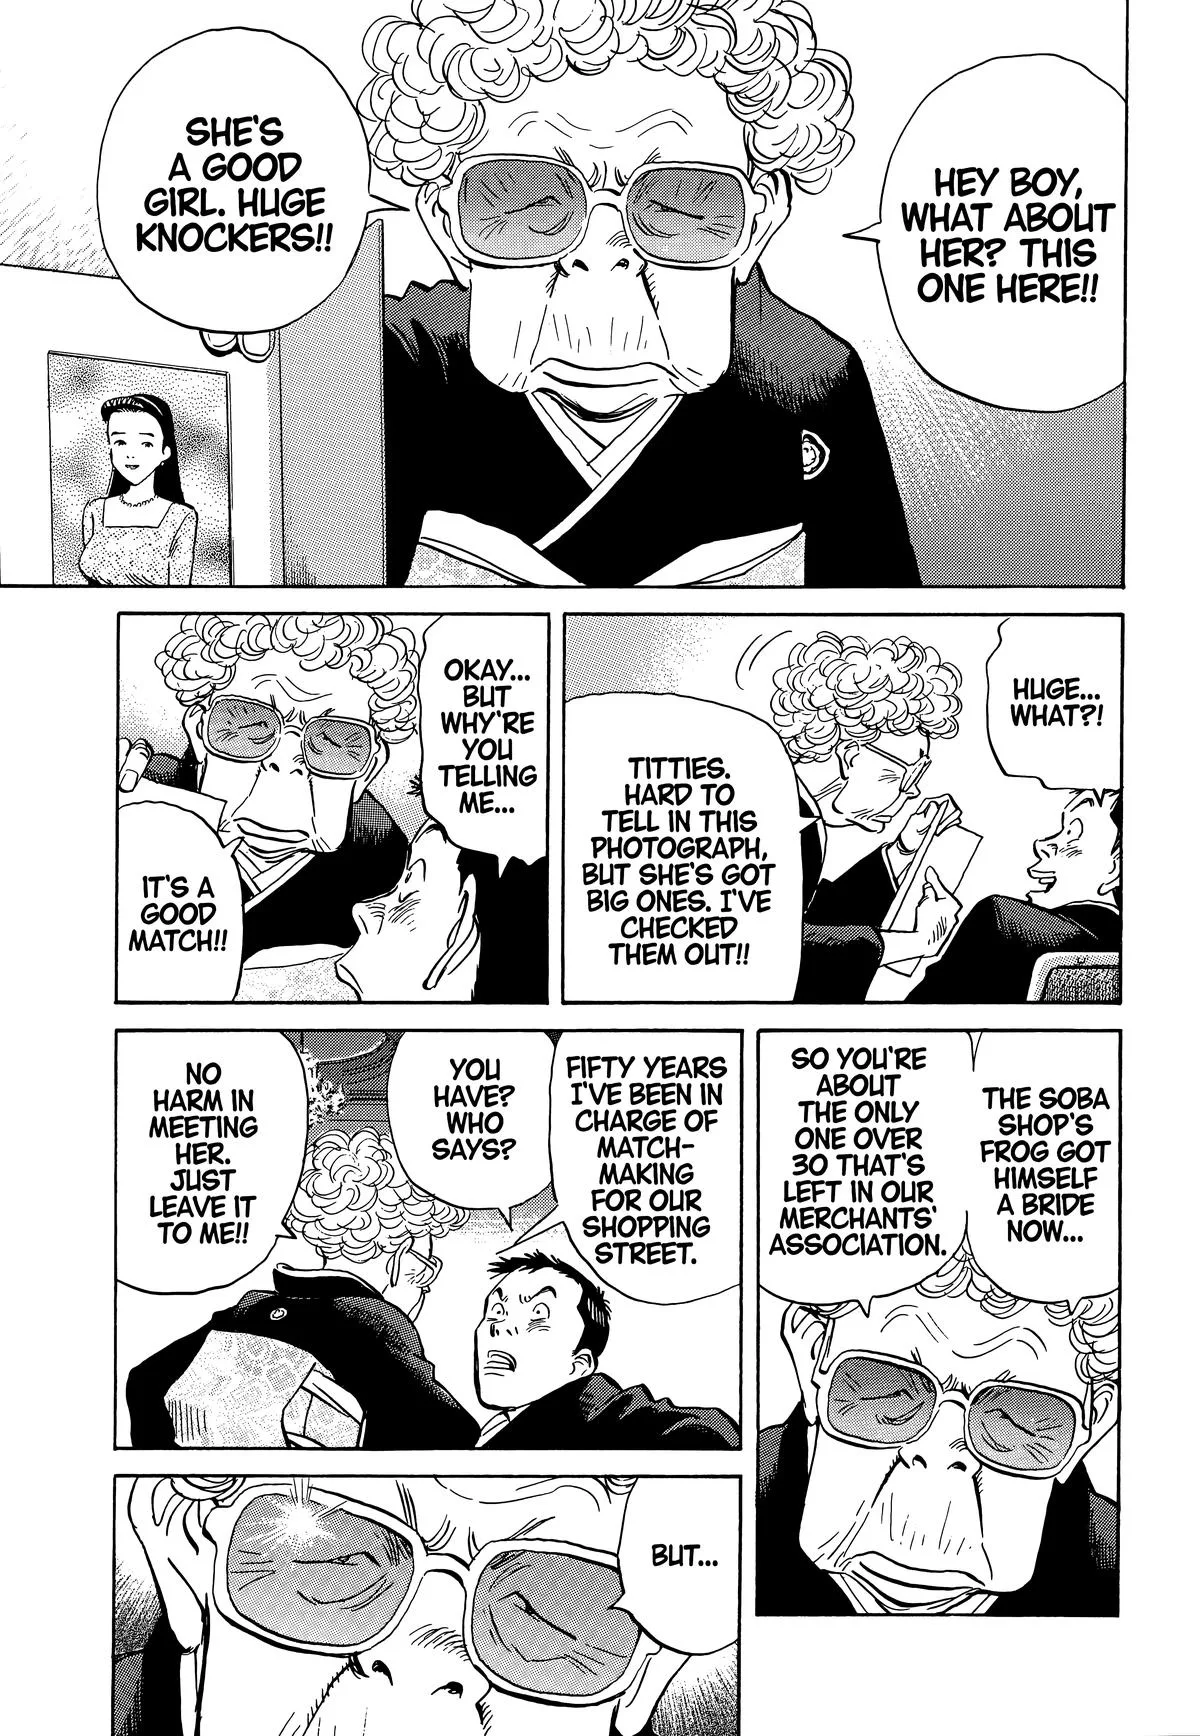 HEY BOY,
WHAT ABOUT
HER? THIS
ONE HERE!!
SHE'S
A GOOD
GIRL. HUGE
KNOCKERS!!
HUGE...
WHAT?!
TITTIES.
HARD TO
TELL IN THIS
PHOTOGRAPH,
BUT SHE'S GOT
BIG ONES. I'VE
CHECKED
THEM OUT!!
OKAY...
BUT
WHY'RE
YOU
TELLING
ME...
IT'S A
GOOD
MATCH!!
THE SOBA
SHOP'S
FROG GOT
HIMSELF
A BRIDE
NOW...
SO YOU'RE
ABOUT
THE ONLY
ONE OVER
30 THAT'S
LEFT IN OUR
MERCHANTS'
ASSOCIATION.
FIFTY YEARS
I'VE BEEN IN
CHARGE OF
MATCH-
MAKING
FOR OUR
SHOPPING
STREET.
YOU
HAVE?
WHO
SAYS?
NO
HARM IN
MEETING
HER.
JUST
LEAVE IT
TO ME!!
BUT...